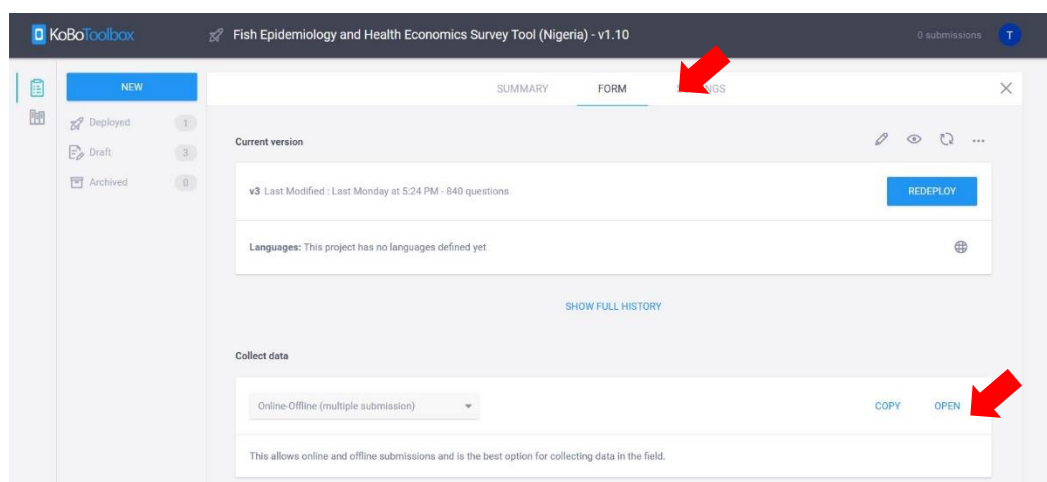 KoBoToolbox
Fish Epidemiology and Health Economics Survey Tool (Nigeria) - v1.10
0 submissions
T
NEW
SUMMARY
FORM
NGS
Deployed
1
Draft
3
Archived
0
Current version
v3 Last Modified : Last Monday at 5:24 PM - 840 questions
REDEPLOY
Languages: This project has no languages defined yet
SHOW FULL HISTORY
Collect data
Online-Offline (multiple submission)
COPY
OPEN
This allows online and offline submissions and is the best option for collecting data in the field.